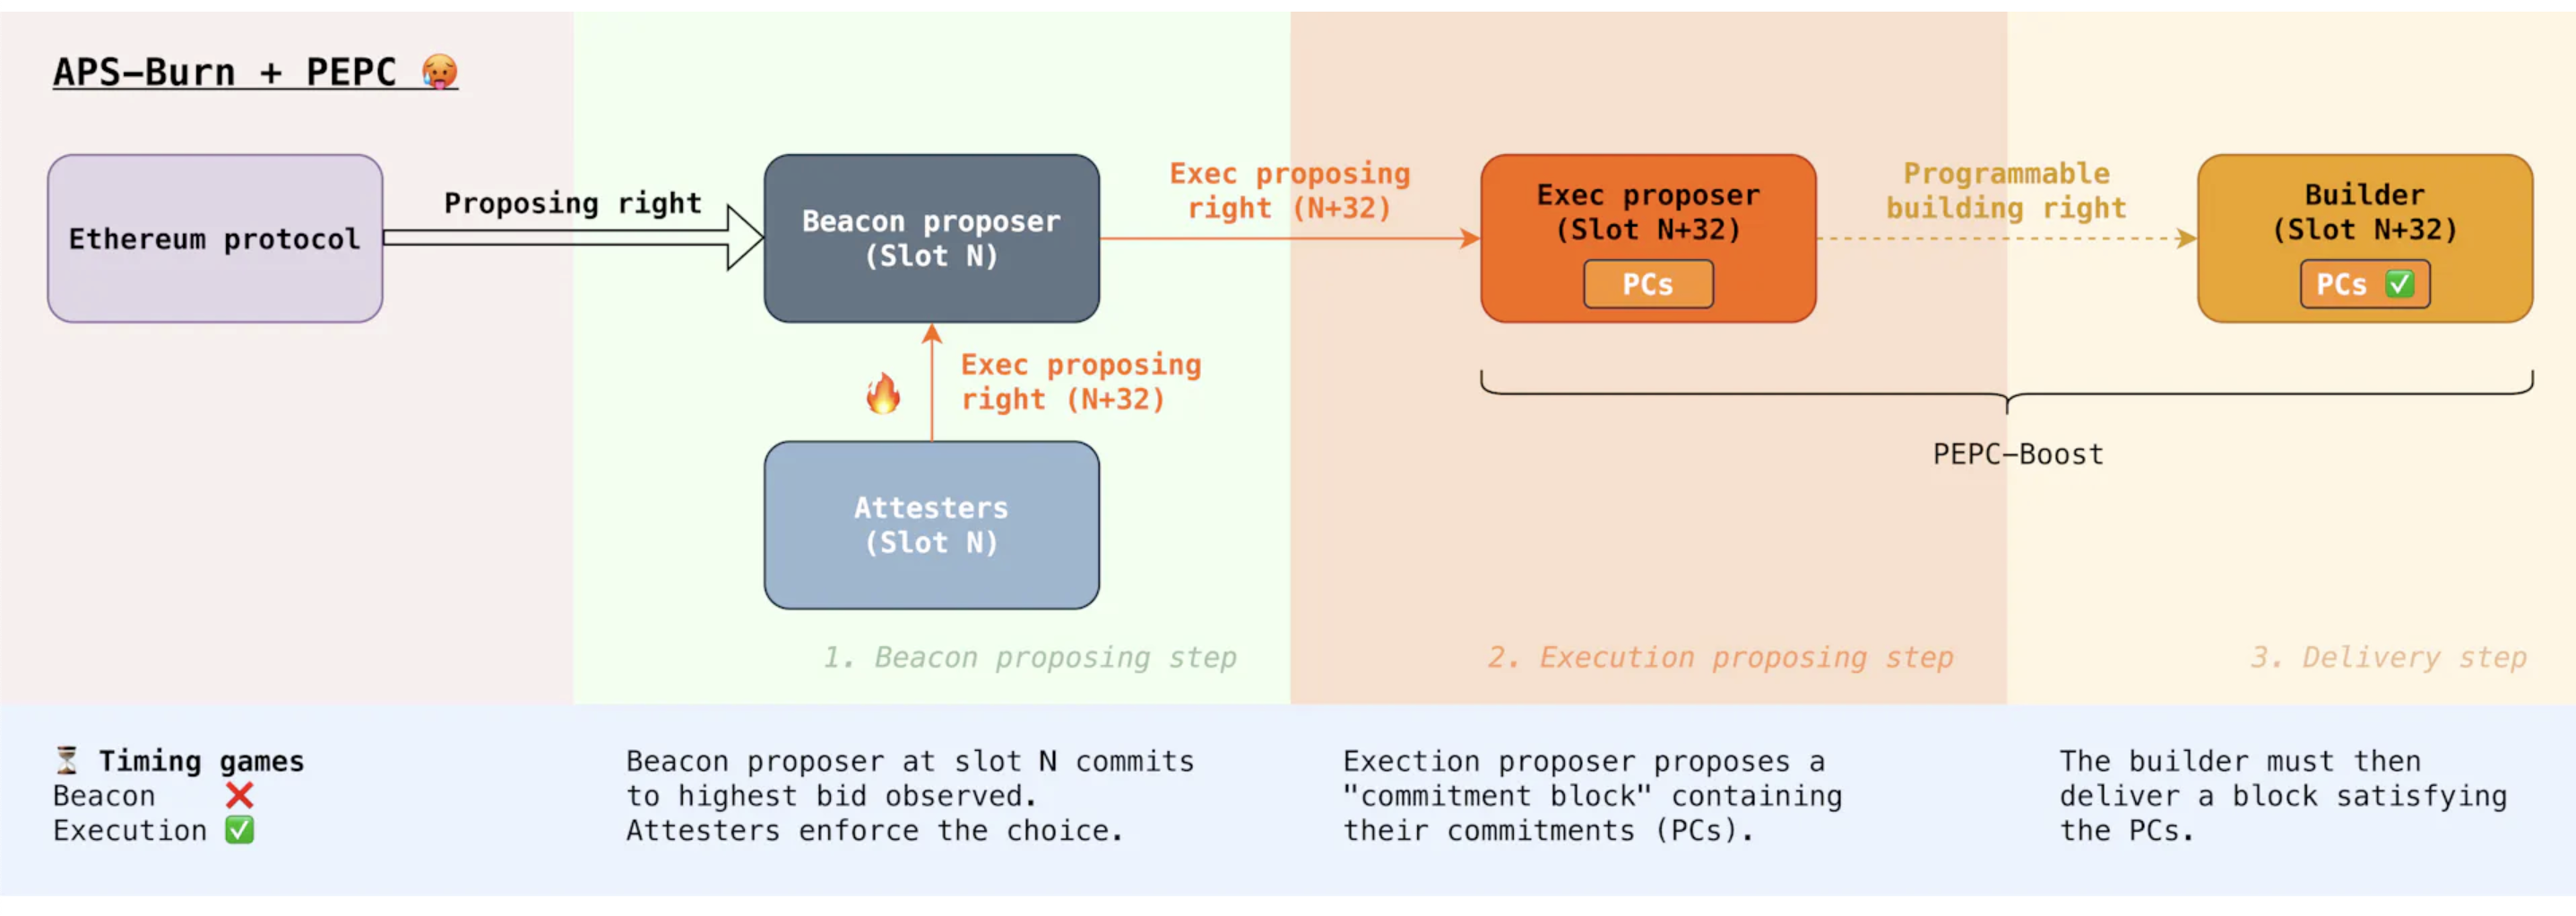 APS-Burn + PEPC 🥵
Ethereum protocol
Proposing right
Beacon proposer
(Slot N)
Exec proposing
right (N+32)
Exec proposer
(Slot N+32)
PCs
Programmable
building right
Builder
(Slot N+32)
PCs ✅
🔥
Exec proposing
right (N+32)
Attesters
(Slot N)
PEPC-Boost
1. Beacon proposing step
2. Execution proposing step
3. Delivery step
⏳ Timing games
Beacon ❌
Execution ✅
Beacon proposer at slot N commits
to highest bid observed.
Attesters enforce the choice.
Exection proposer proposes a
"commitment block" containing
their commitments (PCs).
The builder must then
deliver a block satisfying
the PCs.